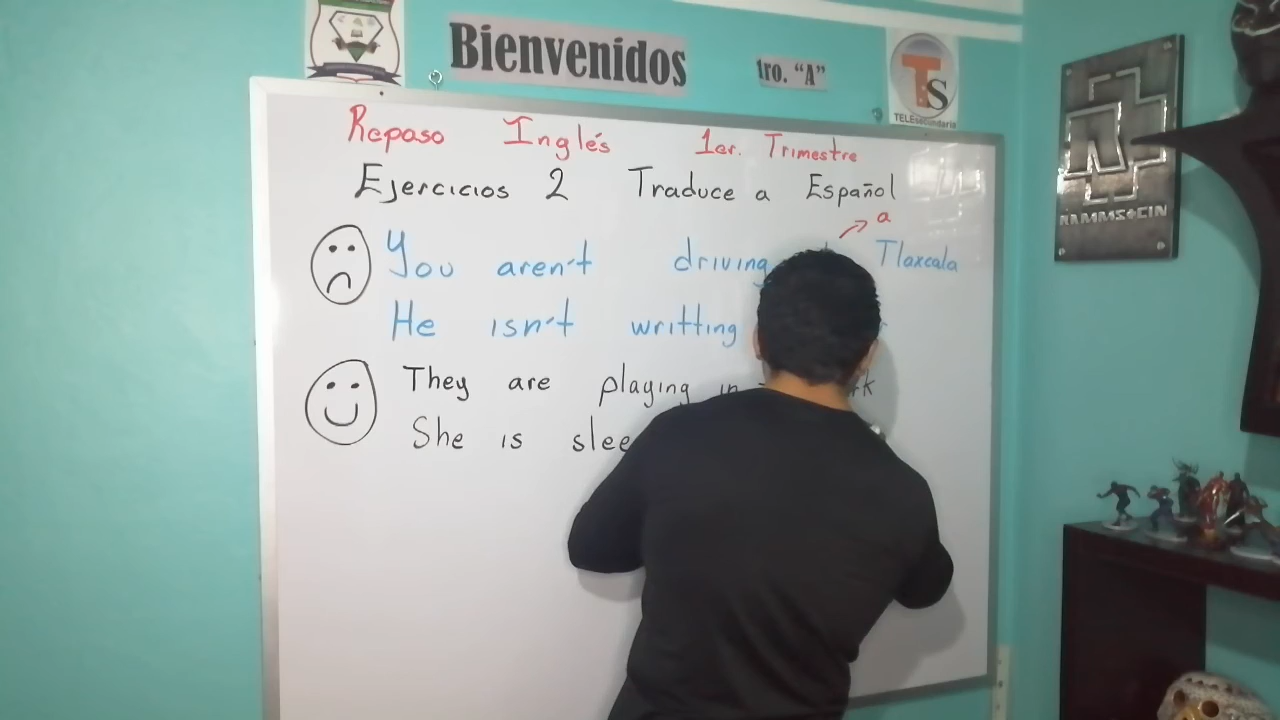 Bienvenidos
1ro. “A”
TS
TELEsecundaria
RAMMSTEIN
Repaso Inglés 1er. Trimestre
Ejercicios 2 Traduce a Español
a
You aren't driving Tlaxcala
He isn't writting
They are playing in
She is